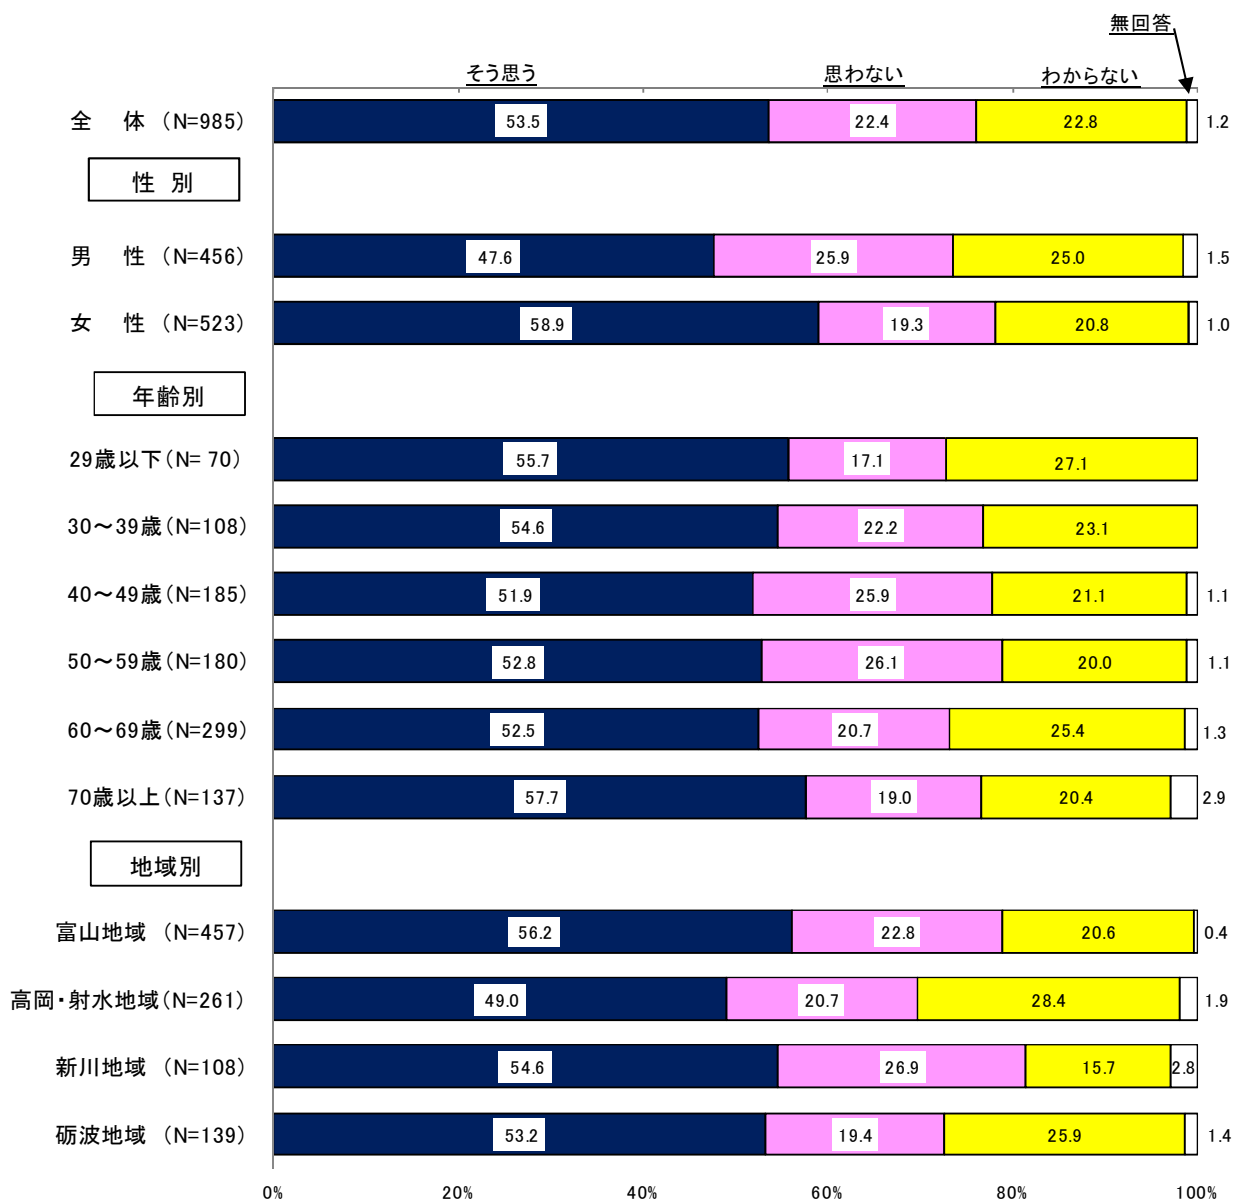 無回答
そう思う 思わない わからない
全 体 (N=985) 53.5 22.4 22.8 1.2
性 別
男 性 (N=456) 47.6 25.9 25.0 1.5
女 性 (N=523) 58.9 19.3 20.8 1.0
年齢別
29歳以下(N= 70) 55.7 17.1 27.1
30～39歳(N=108) 54.6 22.2 23.1
40～49歳(N=185) 51.9 25.9 21.1 1.1
50～59歳(N=180) 52.8 26.1 20.0 1.1
60～69歳(N=299) 52.5 20.7 25.4 1.3
70歳以上(N=137) 57.7 19.0 20.4 2.9
地域別
富山地域 (N=457) 56.2 22.8 20.6 0.4
高岡・射水地域(N=261) 49.0 20.7 28.4 1.9
新川地域 (N=108) 54.6 26.9 15.7 2.8
砺波地域 (N=139) 53.2 19.4 25.9 1.4
0% 20% 40% 60% 80% 100%